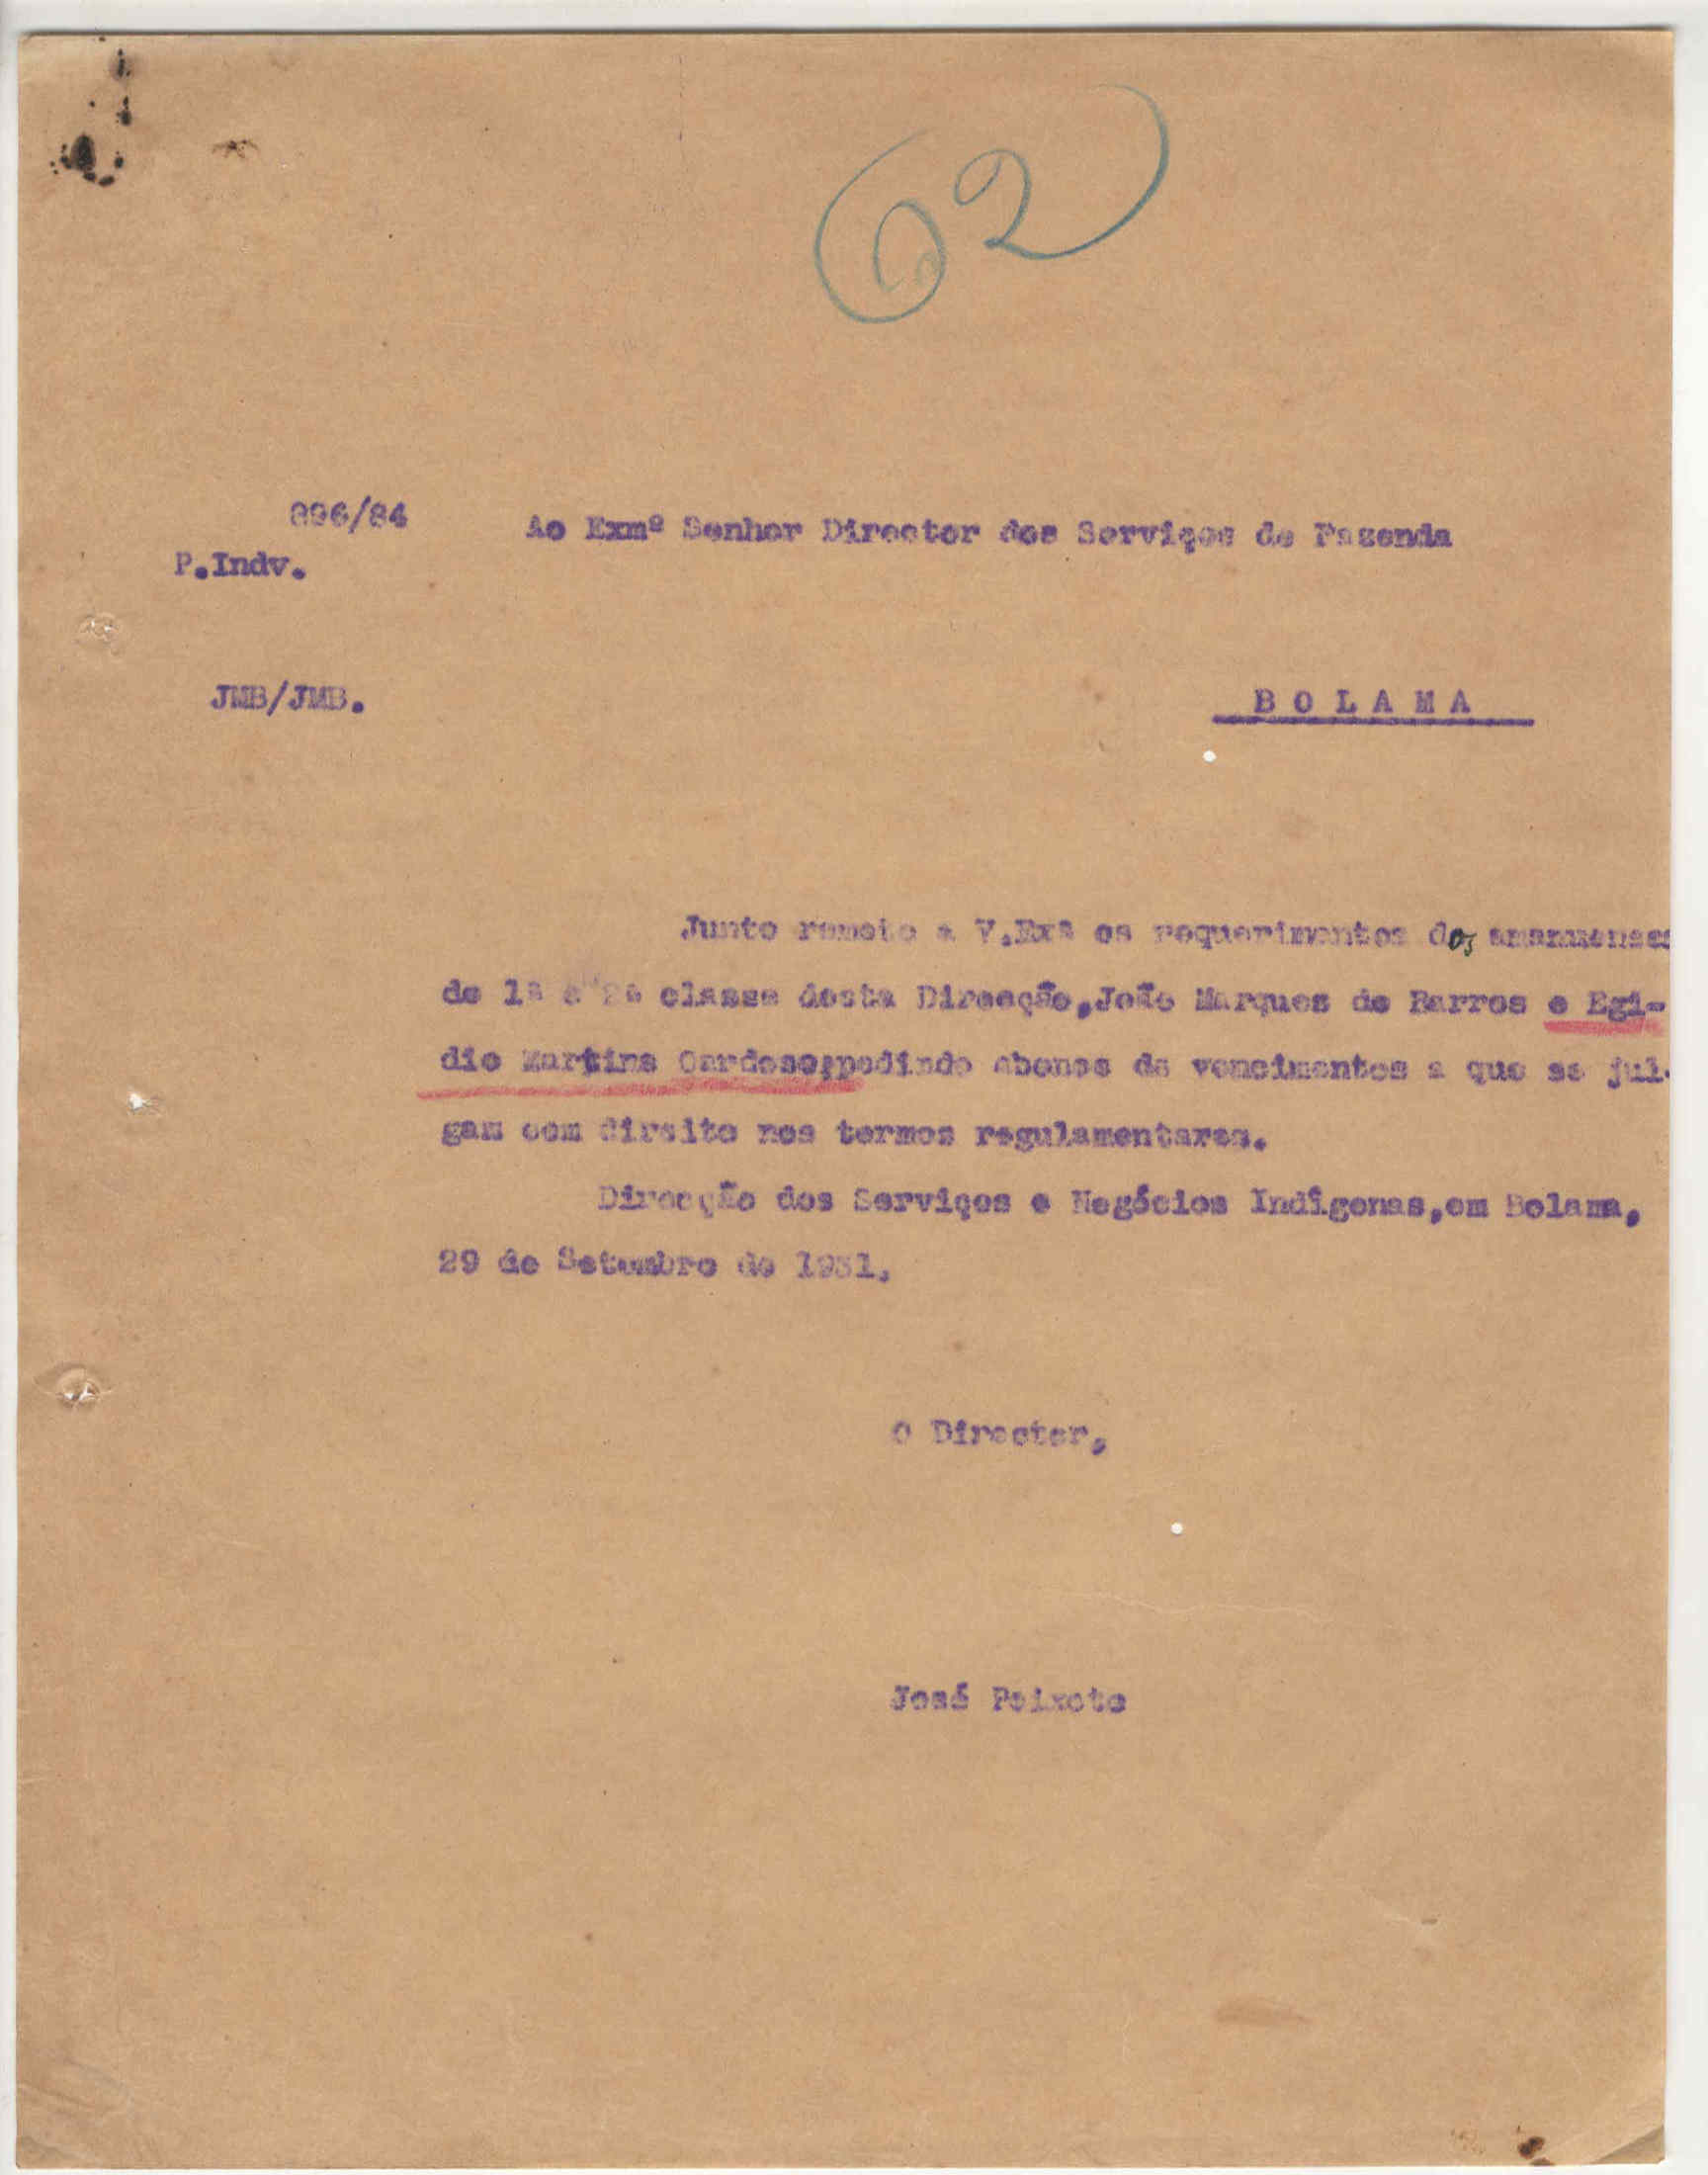 62
896/84 Ao Exmº Senhor Director dos Serviços de Fazenda
P.Indv.
JMB/JMB. BOLAMA
Junto remeto a V.Exª os requerimentos dos amanuenses
de 1ª e 2ª classe desta Direcção,João Marques de Barros e Egi-
dio Martins Cardoso,pedindo abonos de vencimentos a que se jul-
gam com direito nos termos regulamentares.
Direcção dos Serviços e Negócios Indígenas,em Bolama,
29 de Setembro de 1931.
O Director,
José Peixoto